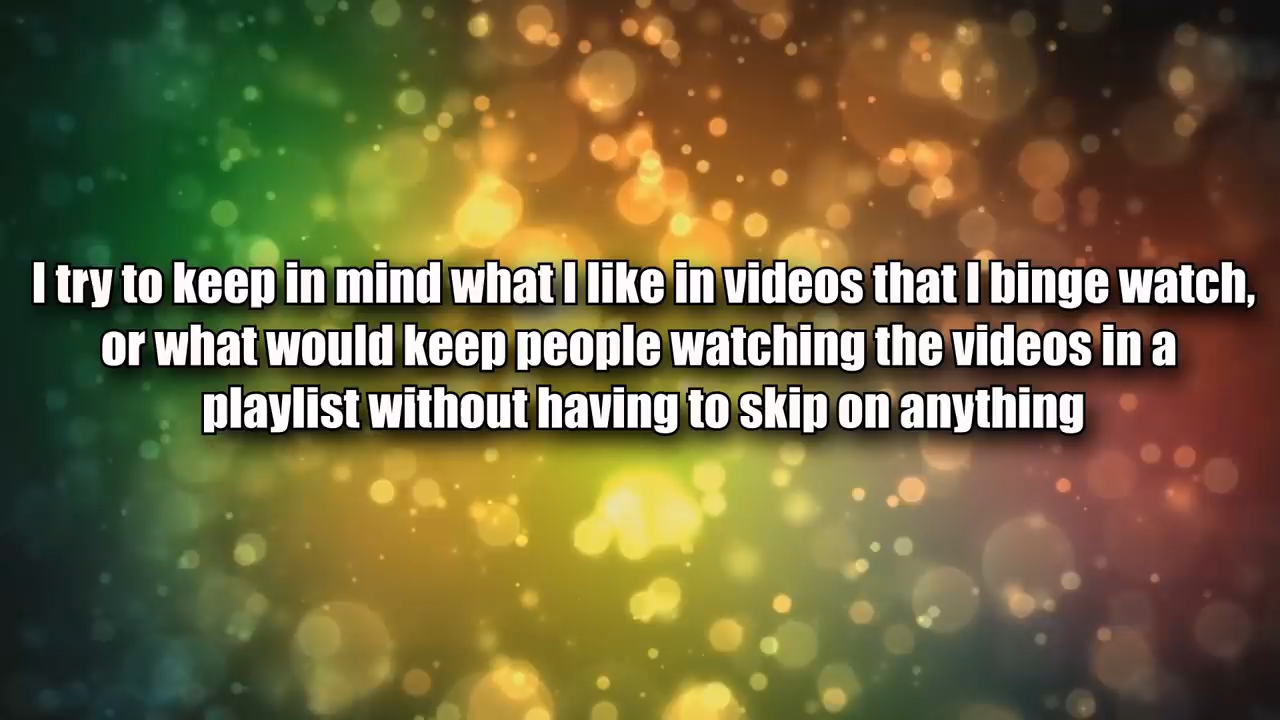 I try to keep in mind what I like in videos that I binge watch,
or what would keep people watching the videos in a
playlist without having to skip on anything